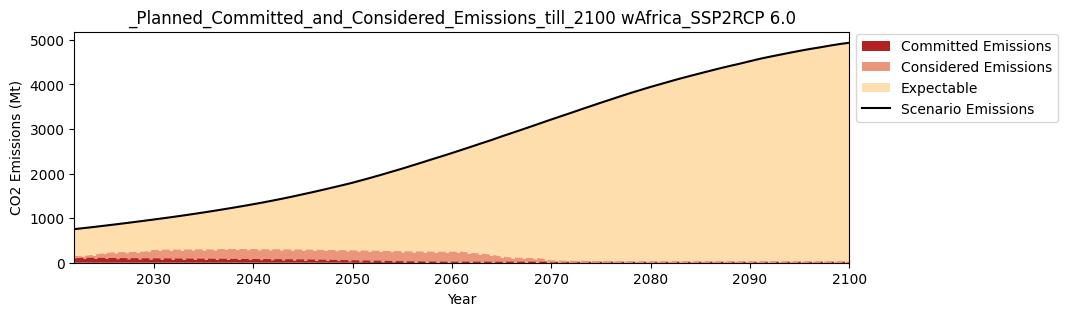 _Planned_Committed_and_Considered_Emissions_till_2100 wAfrica_SSP2RCP 6.0
CO2 Emissions (Mt)
5000
4000
3000
2000
1000
0
2030 2040 2050 2060 2070 2080 2090 2100
Year
Committed Emissions
Considered Emissions
Expectable
Scenario Emissions